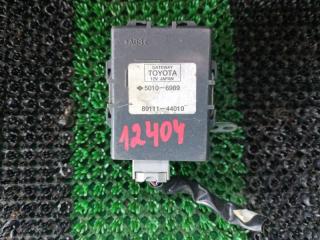 GATEWAY
TOYOTA
12V JAPAN
5010-6989
89111-44010
12404